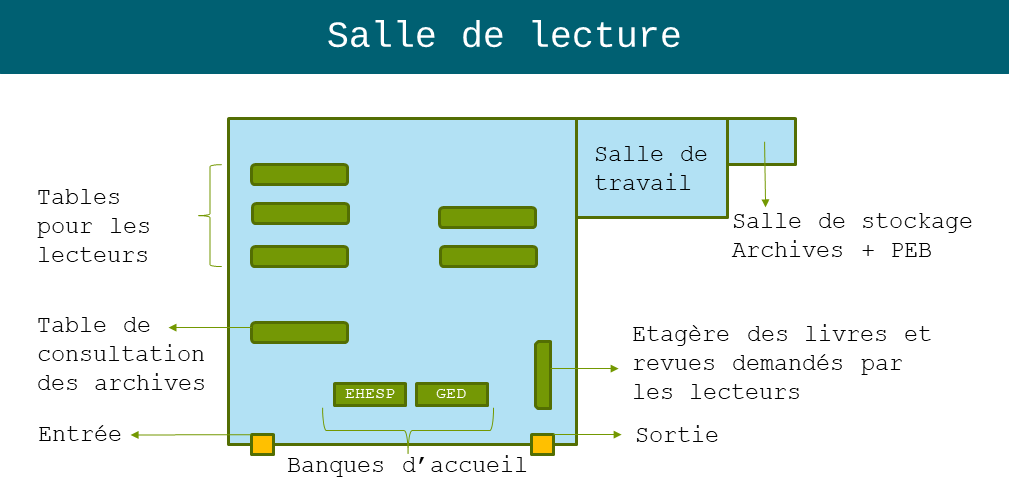 Salle de lecture
Salle de
travail
Tables
pour les
lecteurs
Salle de stockage
Archives + PEB
Table de
consultation
des archives
Etagère des livres et
revues demandés par
les lecteurs
EHESP
GED
Entrée
Sortie
Banques d’accueil